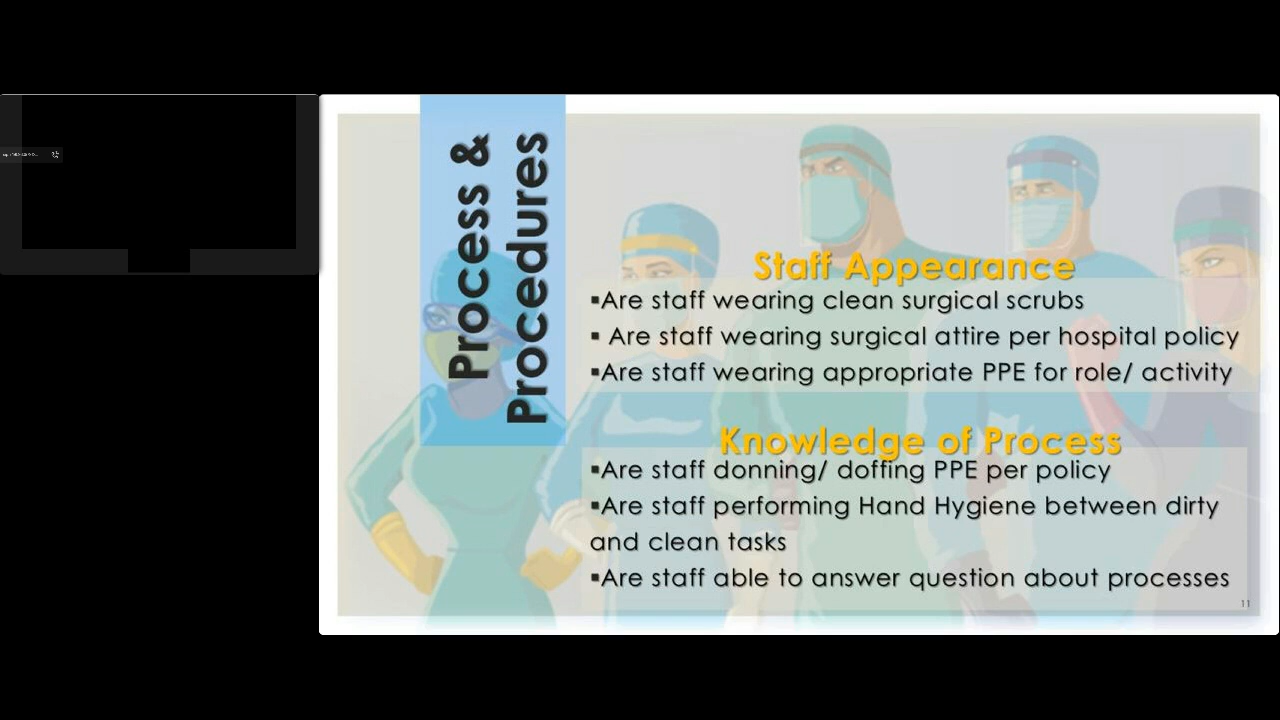 Process &
Procedures
Staff Appearance
▪Are staff wearing clean surgical scrubs
▪ Are staff wearing surgical attire per hospital policy
▪Are staff wearing appropriate PPE for role/ activity
Knowledge of Process
▪Are staff donning/ doffing PPE per policy
▪Are staff performing Hand Hygiene between dirty
and clean tasks
▪Are staff able to answer question about processes
11